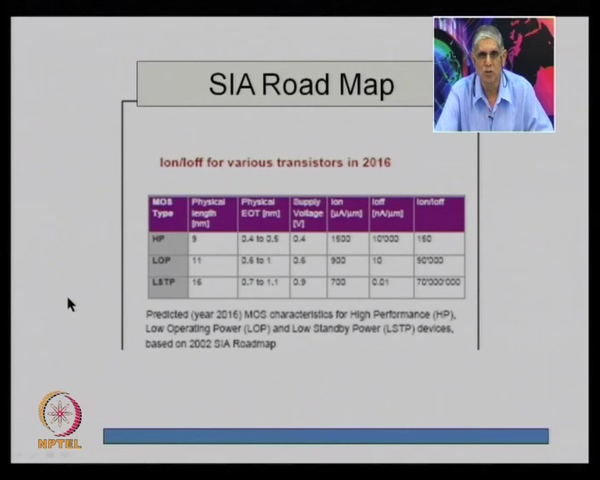 SIA Road Map
Ion/Ioff for various transistors in 2016
MOS Type Physical length [nm] Physical EOT [nm] Supply Voltage [V] Ion [µA/µm] Ioff [nA/µm] Ion/Ioff
HP 9 0.4 to 0.5 0.4 1500 10'000 150
LOP 11 0.6 to 1 0.6 900 10 90'000
LSTP 16 0.7 to 1.1 0.9 700 0.01 70'000'000
Predicted (year 2016) MOS characteristics for High Performance (HP),
Low Operating Power (LOP) and Low Standby Power (LSTP) devices,
based on 2002 SIA Roadmap
NPTEL